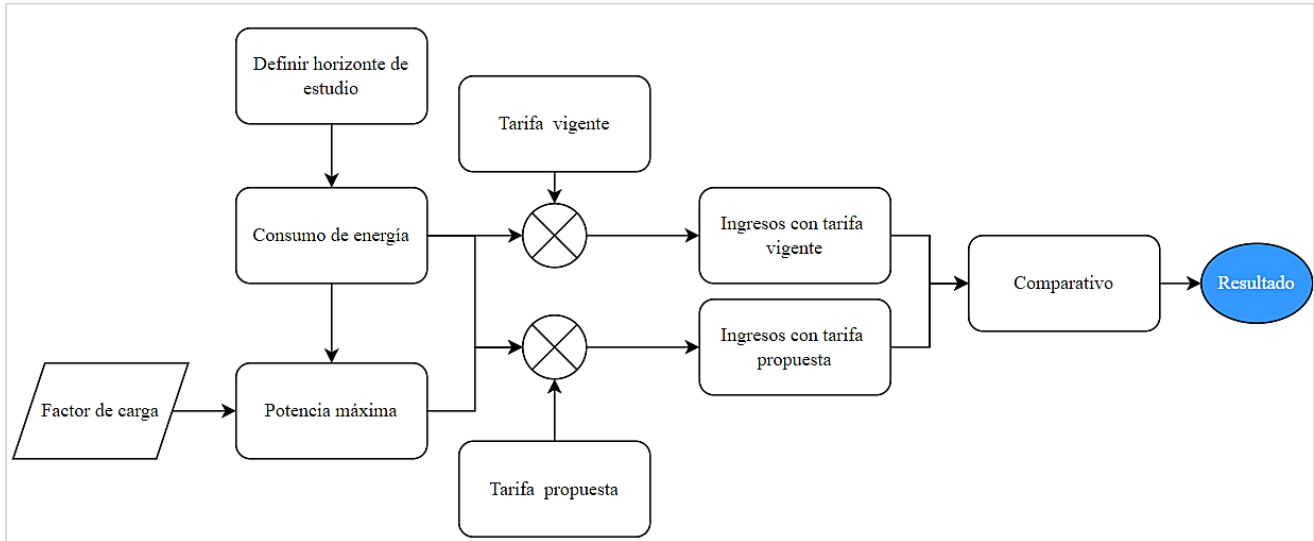 Definir horizonte de
estudio
Tarifa vigente
Consumo de energía
Ingresos con tarifa
vigente
Comparativo
Resultado
Ingresos con tarifa
propuesta
Factor de carga
Potencia máxima
Tarifa propuesta